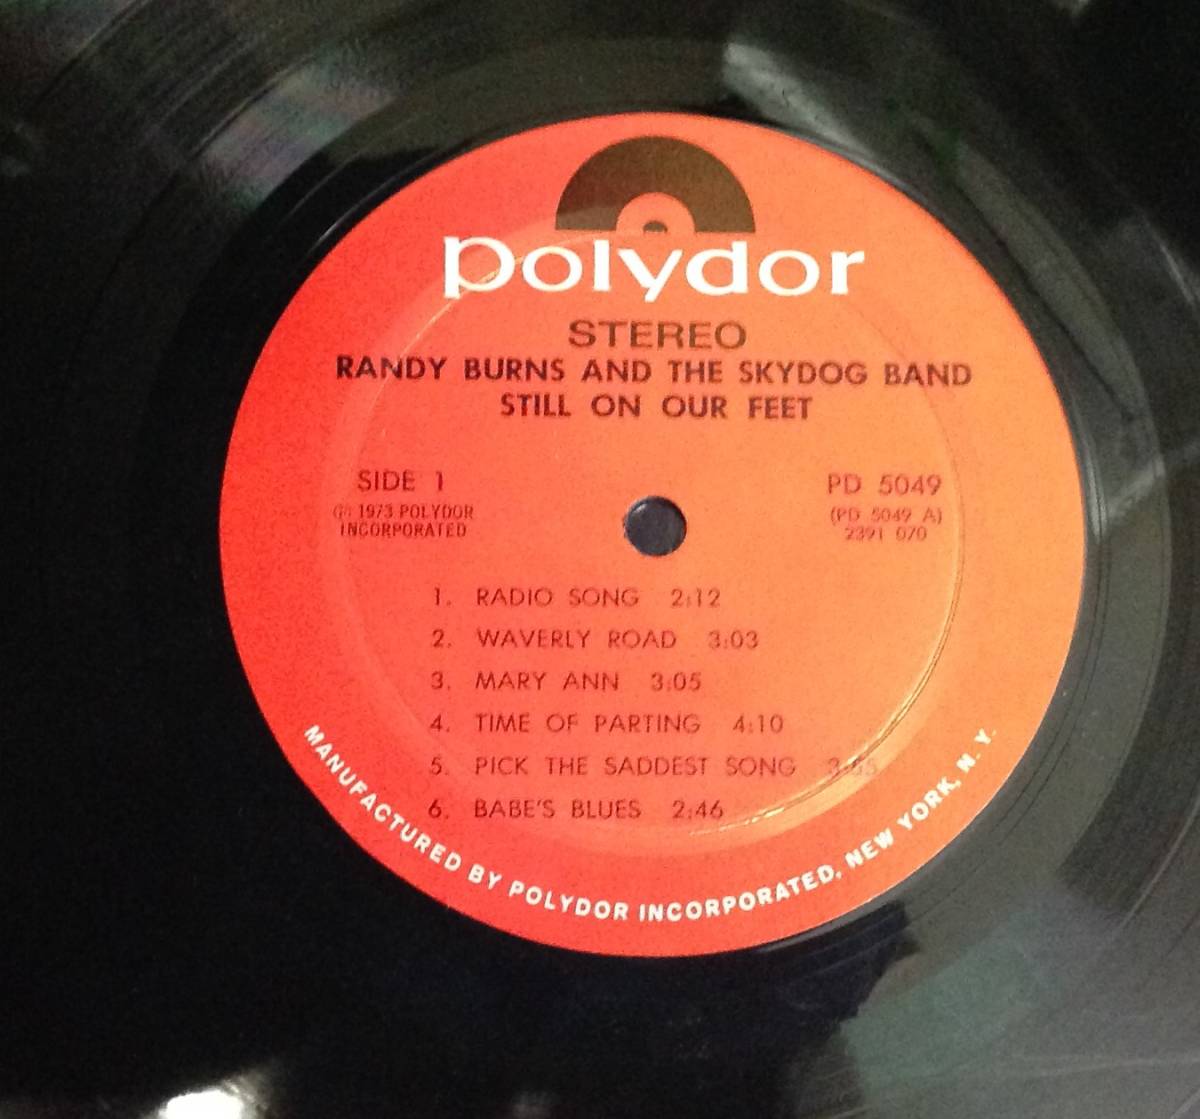 polydor
STEREO
RANDY BURNS AND THE SKYDOG BAND
STILL ON OUR FEET
SIDE 1
PD 5049
℗ 1973 POLYDOR
INCORPORATED
(PD 5049 A)
2391 070
1. RADIO SONG 2:12
2. WAVERLY ROAD 3:03
3. MARY ANN 3:05
4. TIME OF PARTING 4:10
5. PICK THE SADDEST SONG
6. BABE'S BLUES 2:46
MANUFACTURED BY POLYDOR INCORPORATED, NEW YORK, N. Y.